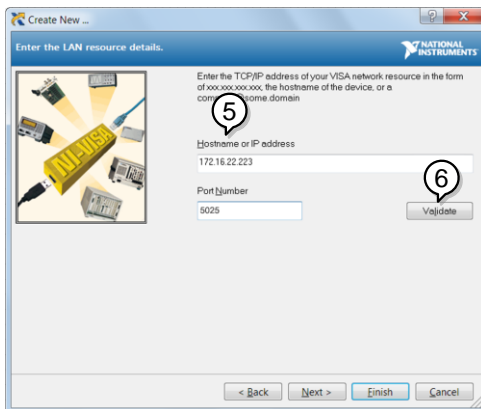 Create New ...
Enter the LAN resource details.
NATIONAL
INSTRUMENTS
Enter the TCP/IP address of your VISA network resource in the form
of xxx.xxx.xxx.xxx, the hostname of the device, or a
@some.domain
5
Hostname or IP address
172.16.22.223
6
Port Number
5025
Validate
NI-VISA
< Back
Next >
Finish
Cancel